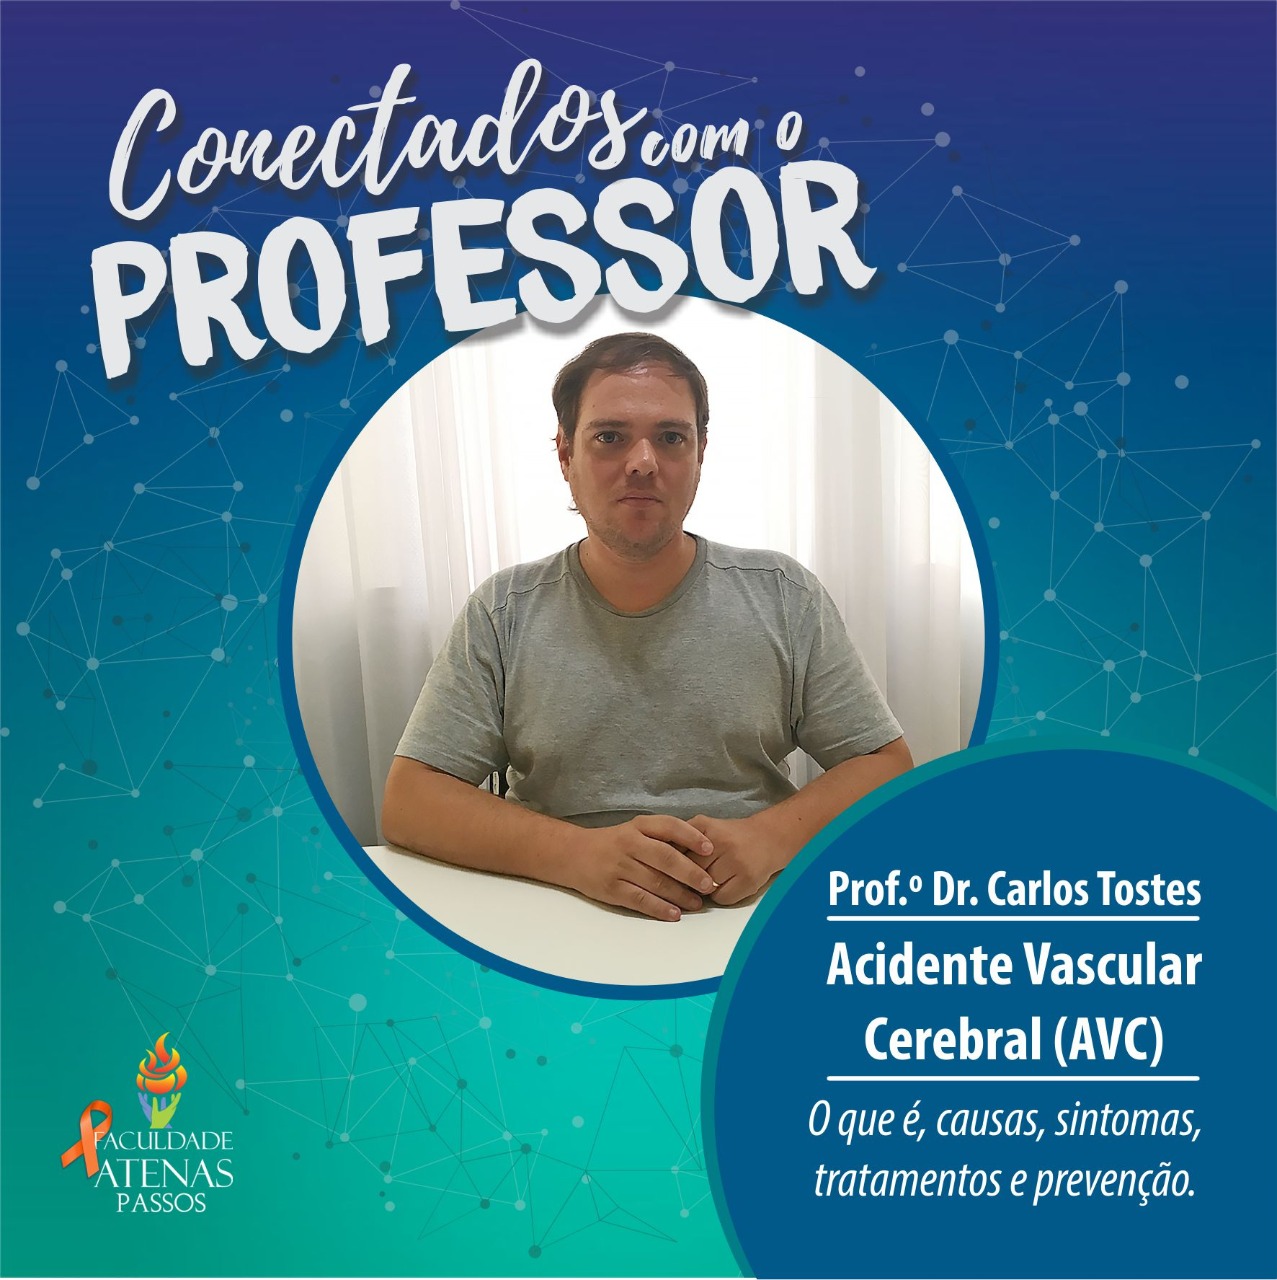 Conectados com o
PROFESSOR
Prof.º Dr. Carlos Tostes
Acidente Vascular
Cerebral (AVC)
O que é, causas, sintomas,
tratamentos e prevenção.
FACULDADE
ATENAS
PASSOS